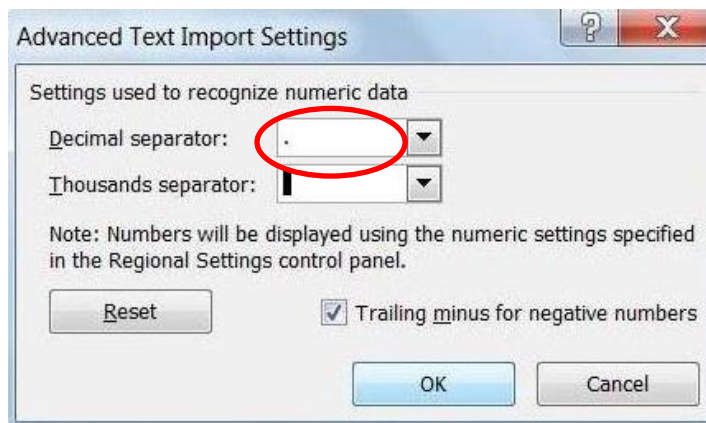 Advanced Text Import Settings
Settings used to recognize numeric data
Decimal separator: .
Thousands separator:
Note: Numbers will be displayed using the numeric settings specified
in the Regional Settings control panel.
Reset Trailing minus for negative numbers
OK Cancel